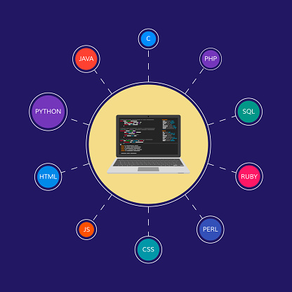 C
JAVA
PHP
PYTHON
SQL
HTML
RUBY
JS
PERL
CSS